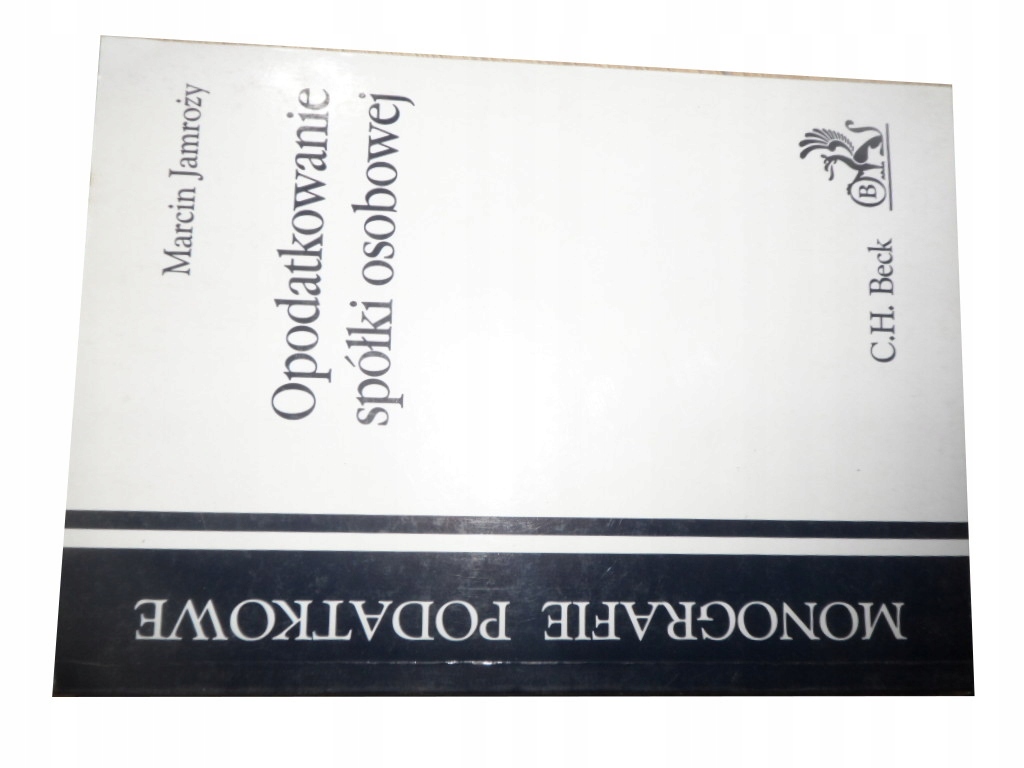 Marcin Jamroży
Opodatkowanie
spółki osobowej
B
C.H. Beck
MONOGRAFIE PODATKOWE